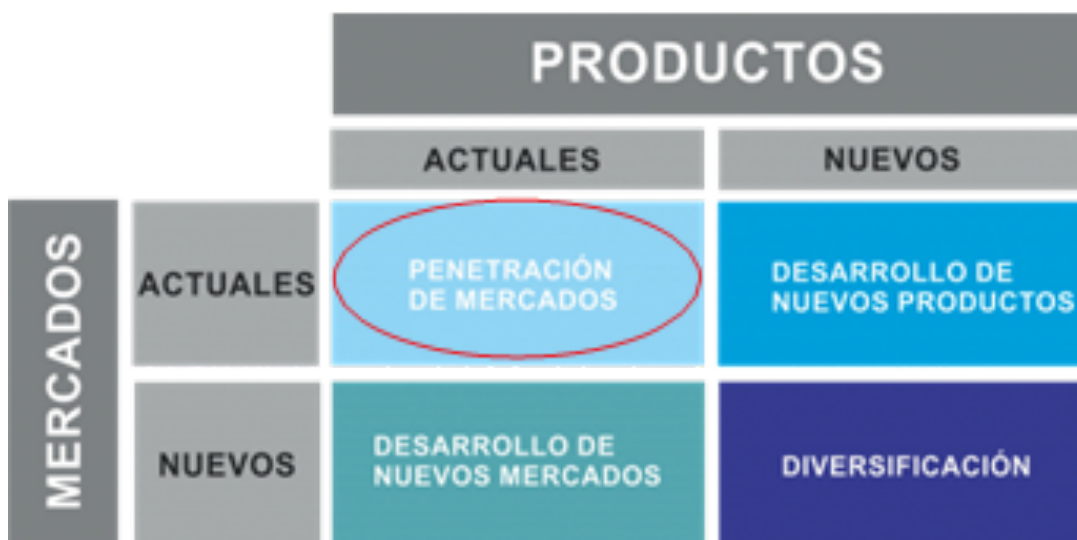 PRODUCTOS
ACTUALES
NUEVOS
MERCADOS
ACTUALES
PENETRACIÓN
DE MERCADOS
DESARROLLO DE
NUEVOS PRODUCTOS
NUEVOS
DESARROLLO DE
NUEVOS MERCADOS
DIVERSIFICACIÓN